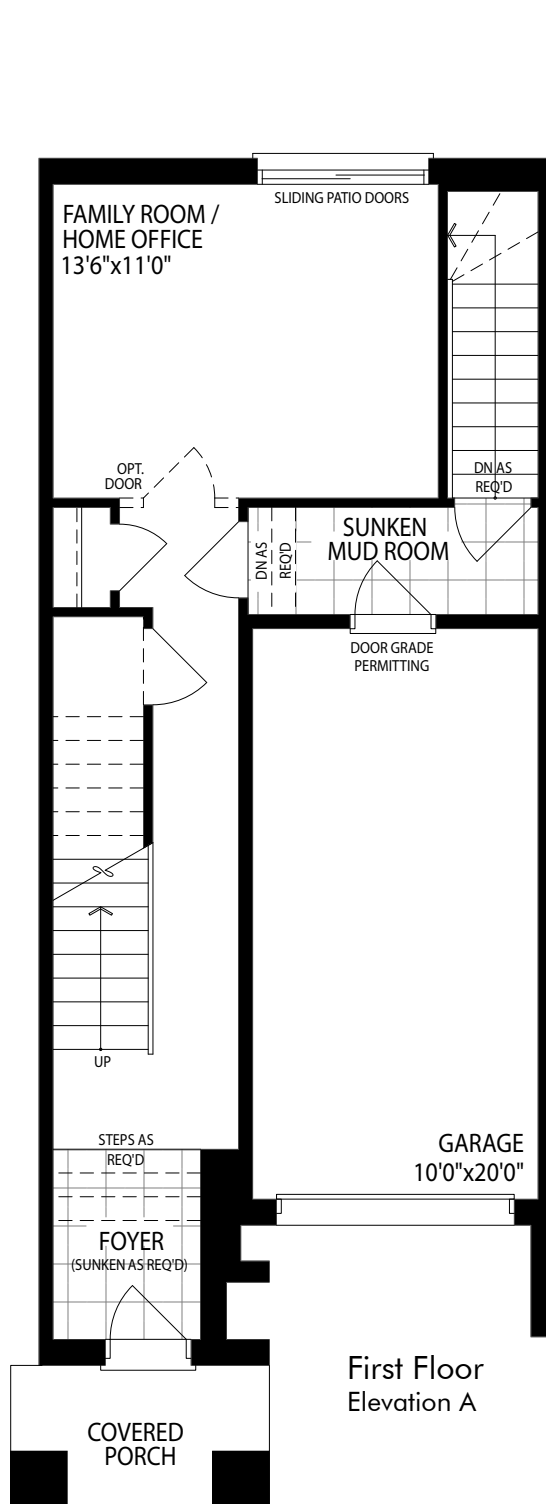 SLIDING PATIO DOORS
FAMILY ROOM /
HOME OFFICE
13'6"x11'0"
OPT.
DOOR
DN AS
REQ'D
DN AS
REQ'D
SUNKEN
MUD ROOM
DOOR GRADE
PERMITTING
UP
STEPS AS
REQ'D
GARAGE
10'0"x20'0"
FOYER
(SUNKEN AS REQ'D)
First Floor
Elevation A
COVERED
PORCH